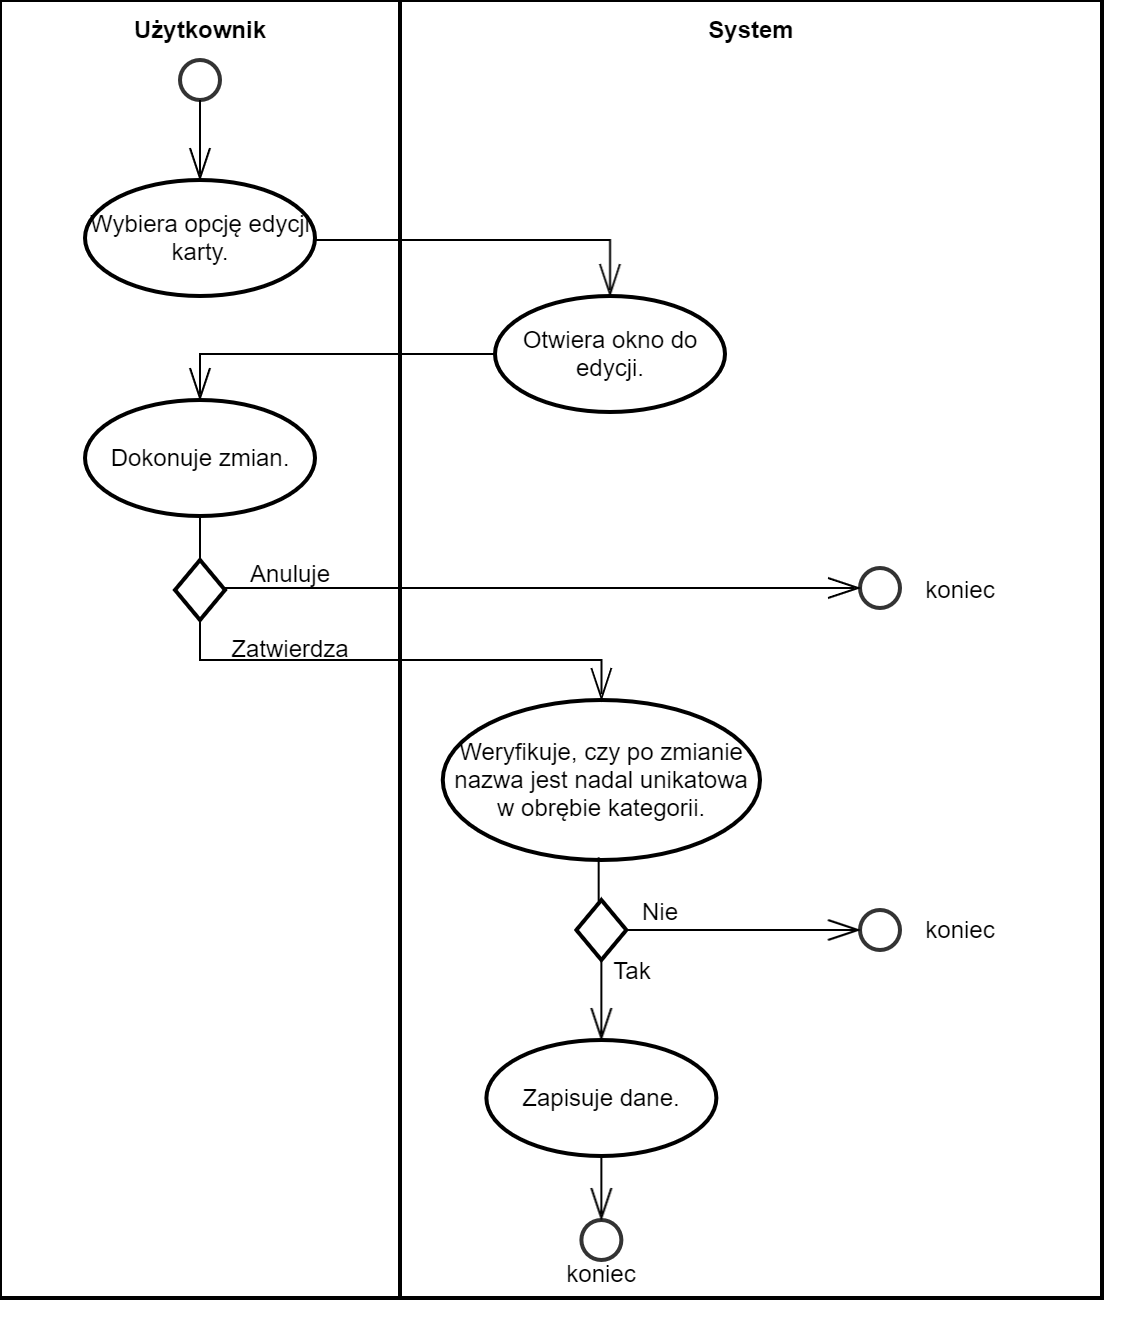 Użytkownik
System
Wybiera opcję edycji
karty.
Otwiera okno do
edycji.
Dokonuje zmian.
Anuluje
koniec
Zatwierdza
Weryfikuje, czy po zmianie
nazwa jest nadal unikatowa
w obrębie kategorii.
Nie
koniec
Tak
Zapisuje dane.
koniec